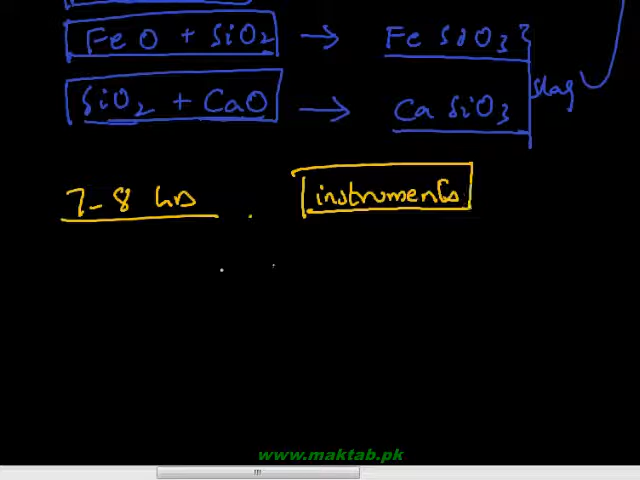 FeO + SiO2 → FeSiO3
SiO2 + CaO → CaSiO3
slag
7-8 hrs . instruments
www.maktab.pk